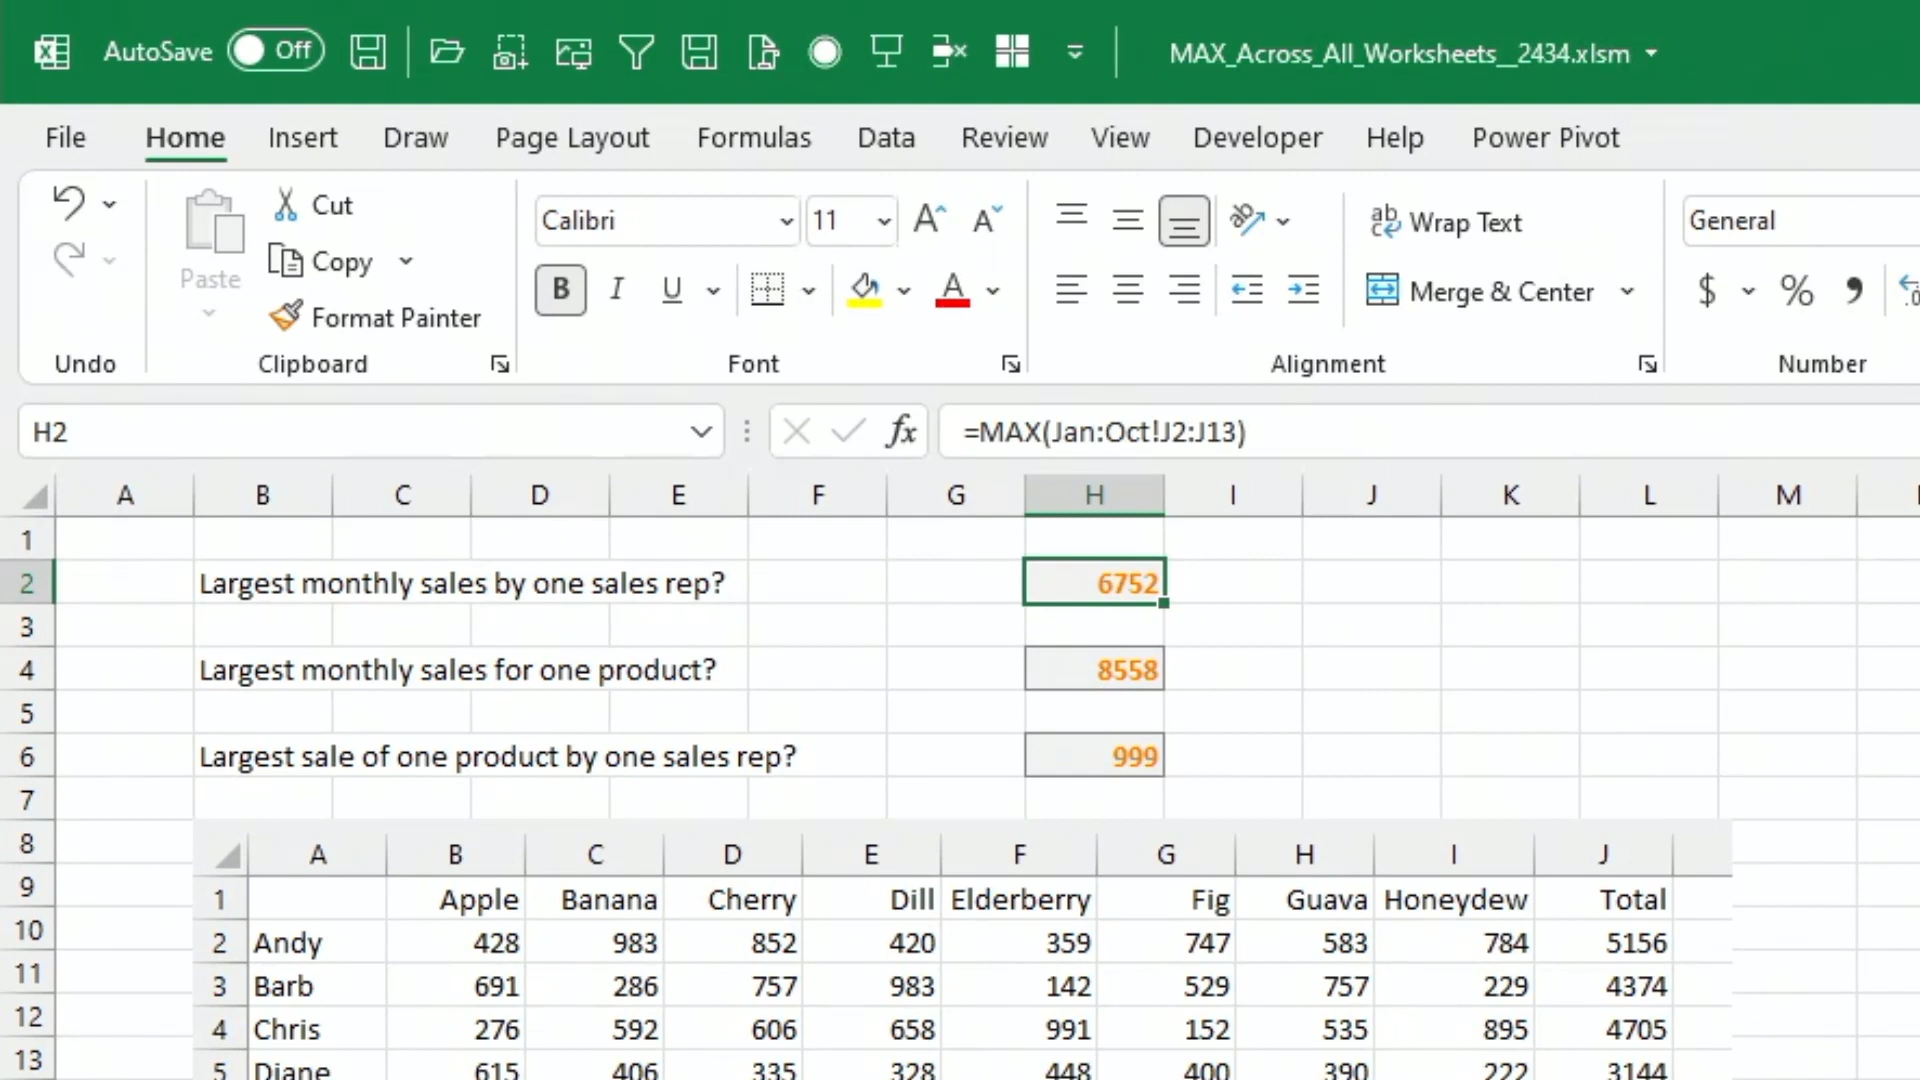 AutoSave Off MAX_Across_All_Worksheets__2434.xlsm
File Home Insert Draw Page Layout Formulas Data Review View Developer Help Power Pivot
Cut
Calibri 11 A A ab Wrap Text General
Copy
Paste
B I U A Merge & Center $ % 9
Format Painter
Undo Clipboard Font Alignment Number
H2 fx =MAX(Jan:Oct!J2:J13)
A B C D E F G H I J K L M
1
2 Largest monthly sales by one sales rep? 6752
3
4 Largest monthly sales for one product? 8558
5
6 Largest sale of one product by one sales rep? 999
7
8 A B C D E F G H I J
9 1 Apple Banana Cherry Dill Elderberry Fig Guava Honeydew Total
10 2 Andy 428 983 852 420 359 747 583 784 5156
11 3 Barb 691 286 757 983 142 529 757 229 4374
12 4 Chris 276 592 606 658 991 152 535 895 4705
13 5 Diane 615 406 335 328 448 400 390 222 3144